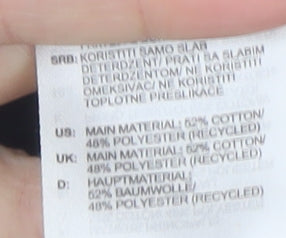 SRB: KORISTITI SAMO SLAB
DETERDZENT/ PRATI SA SLABIM
DETERDZENTOM/ NE KORISTITI
OMEKSIVAC/ NE KORISTITI
TOPLOTNE PRESLIKACE
US: MAIN MATERIAL: 52% COTTON/
48% POLYESTER (RECYCLED)
UK: MAIN MATERIAL: 52% COTTON/
48% POLYESTER (RECYCLED)
D: HAUPTMATERIAL:
52% BAUMWOLLE/
48% POLYESTER (RECYCLED)